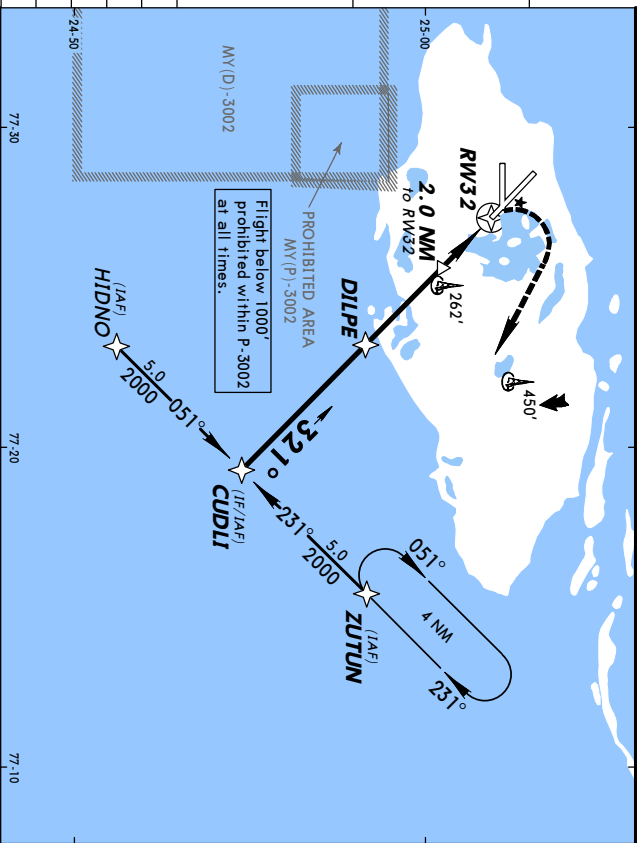 24-50
25-00
77-30
77-20
77-10
MY(D)-3002
PROHIBITED AREA
MY(P)-3002
Flight below 1000'
prohibited within P-3002
at all times.
RW32
2.0 NM
to RW32
262'
450'
DILPE
321°
(IAF)
HIDNO
5.0
2000
051°
(IF/IAF)
CUDLI
231°
5.0
2000
(IAF)
ZUTUN
051°
4 NM
231°